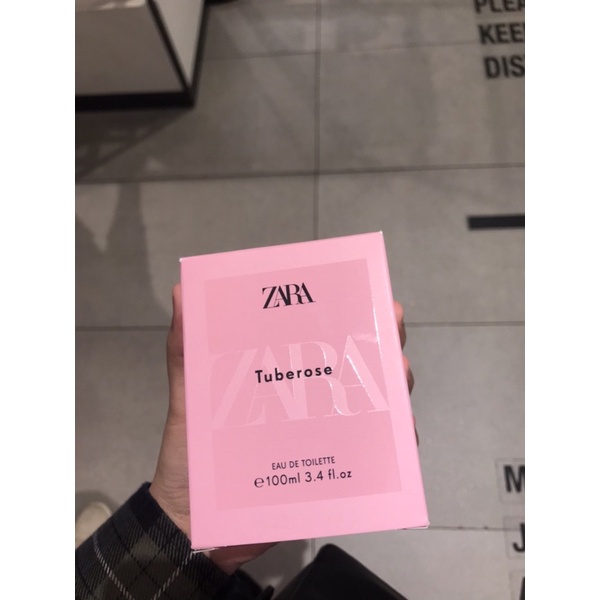 PLEA
KEE
DIS
ZARA
ZARA
Tuberose
EAU DE TOILETTE
℮100ml 3.4 fl.oz
M
J